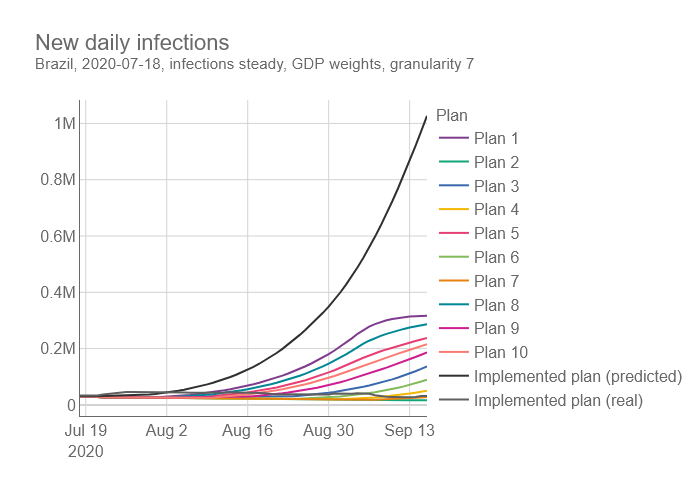 New daily infections
Brazil, 2020-07-18, infections steady, GDP weights, granularity 7
1M
0.8M
0.6M
0.4M
0.2M
0
Jul 19
2020
Aug 2
Aug 16
Aug 30
Sep 13
Plan
Plan 1
Plan 2
Plan 3
Plan 4
Plan 5
Plan 6
Plan 7
Plan 8
Plan 9
Plan 10
Implemented plan (predicted)
Implemented plan (real)